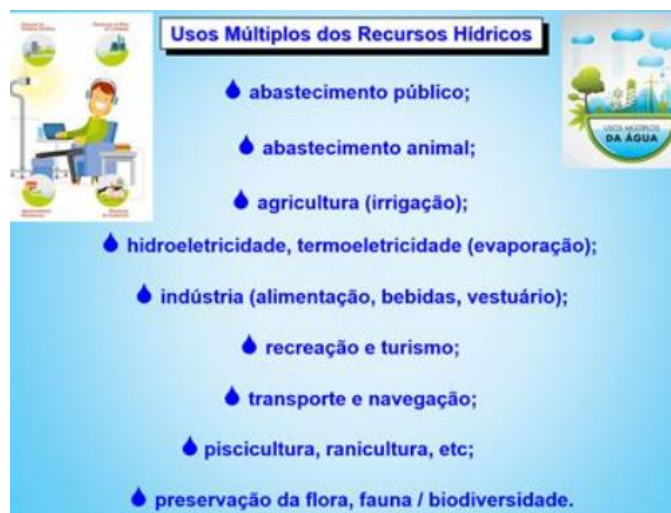 Usos Múltiplos dos Recursos Hídricos
abastecimento público;
abastecimento animal;
agricultura (irrigação);
hidroeletricidade, termoeletricidade (evaporação);
indústria (alimentação, bebidas, vestuário);
recreação e turismo;
transporte e navegação;
piscicultura, ranicultura, etc;
preservação da flora, fauna / biodiversidade.
USOS MÚLTIPLOS
DA ÁGUA